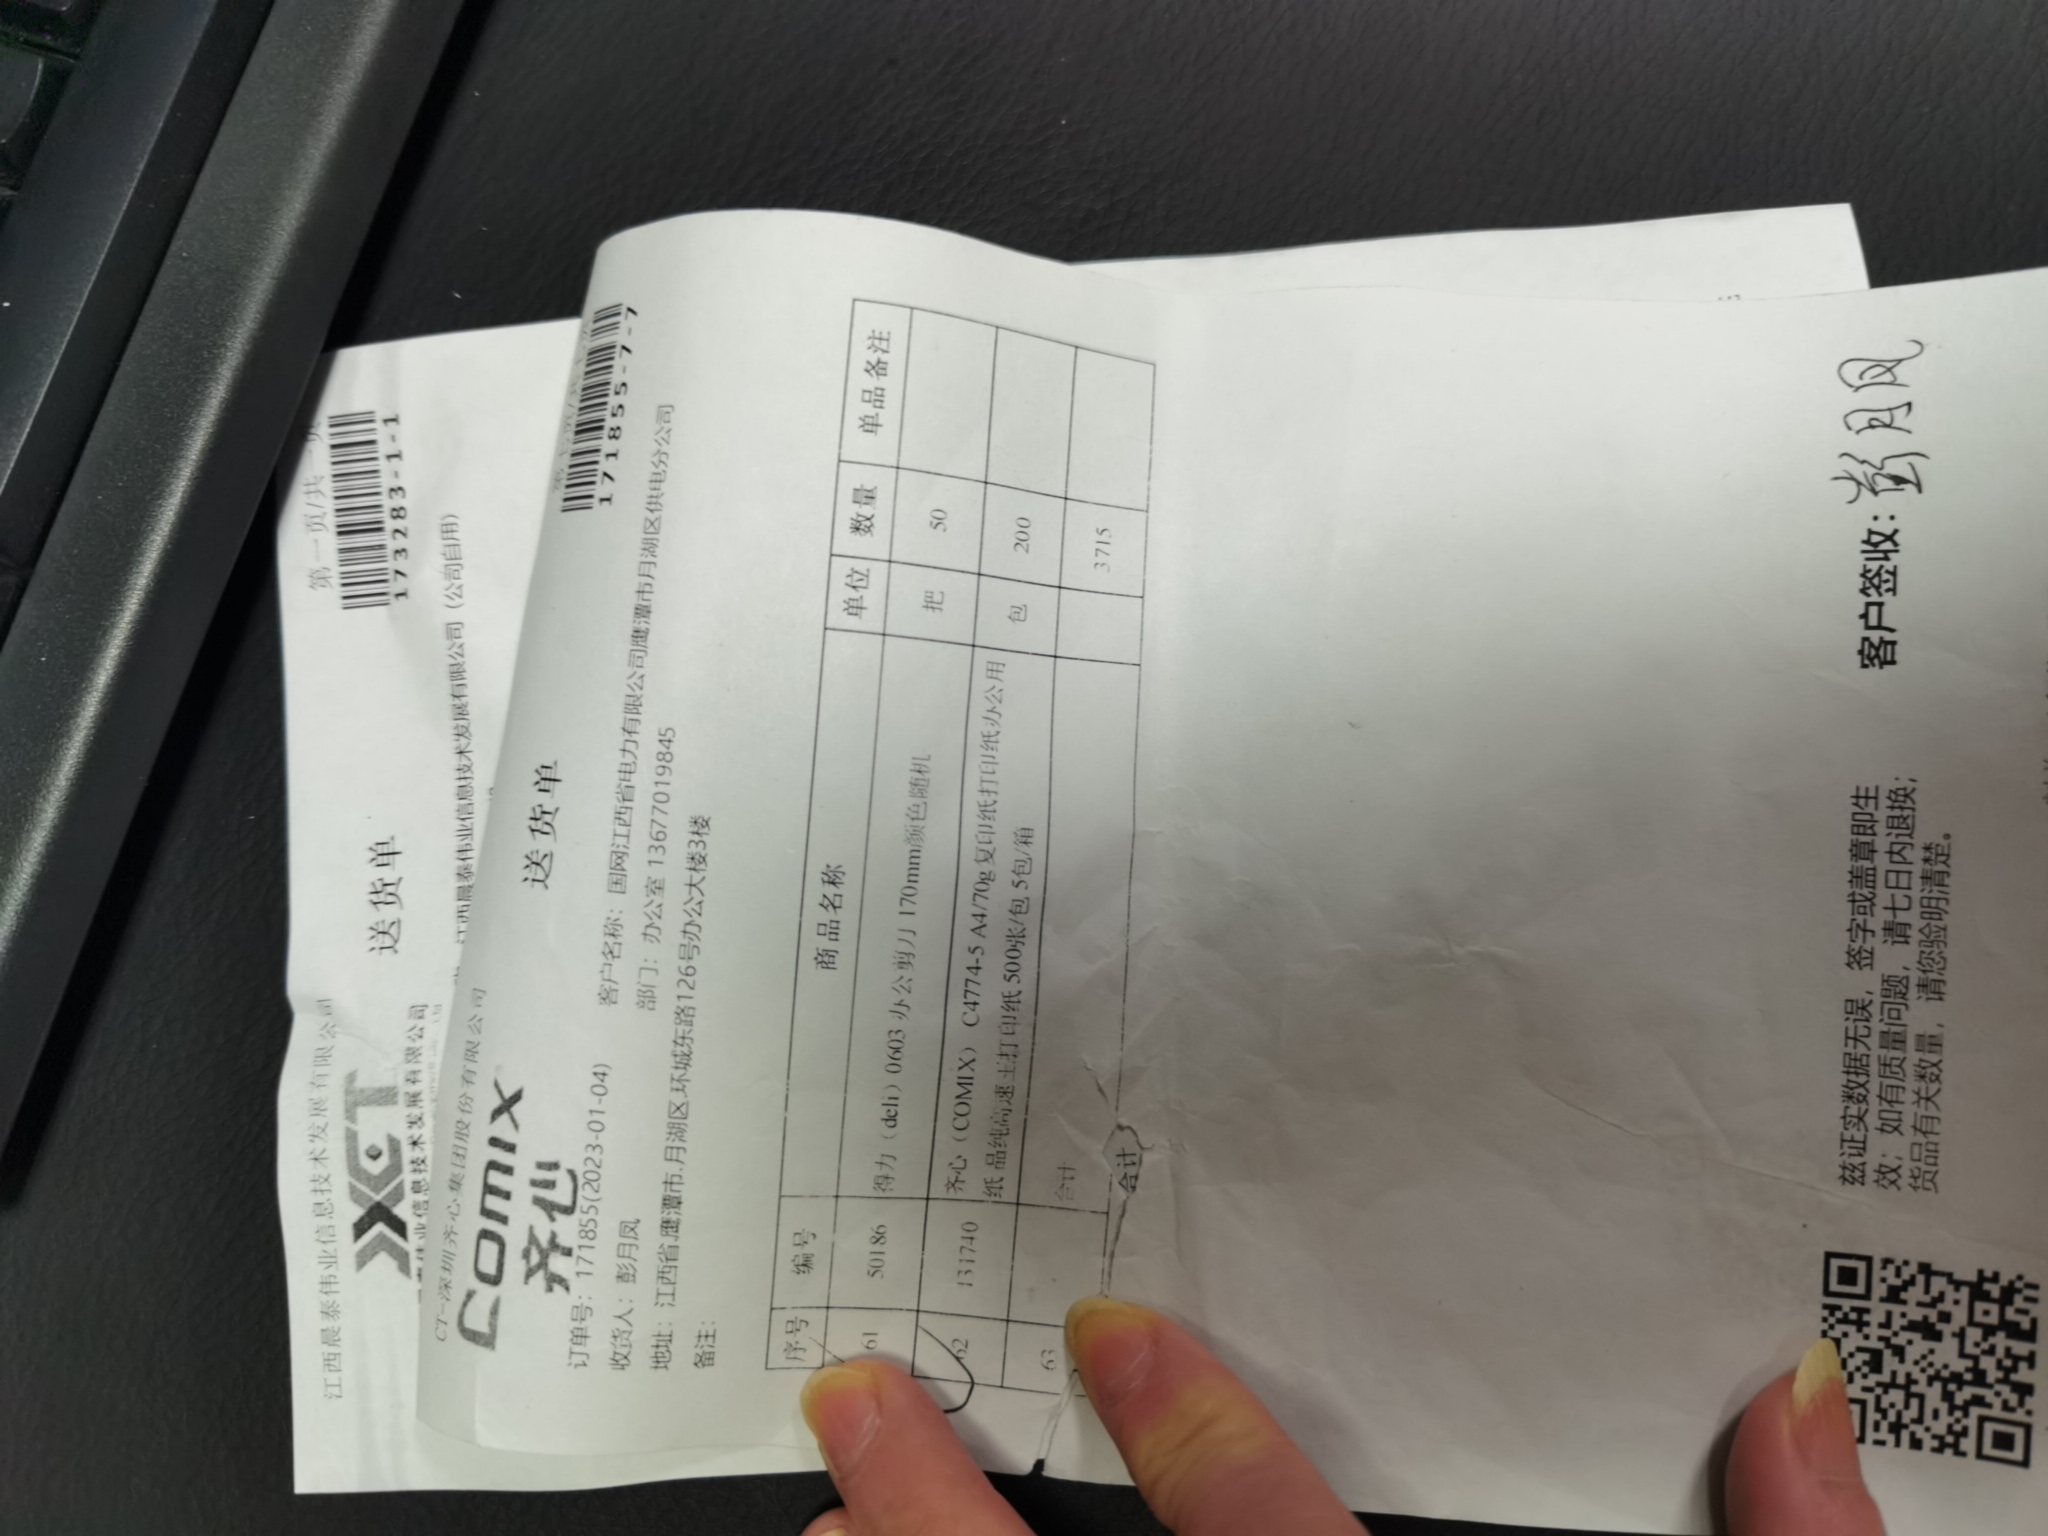 第一页/共一页
173283-1-1
江西晨泰伟业信息技术发展有限公司
送货单
XCT
伟业信息技术发展有限公司
江西晨泰伟业信息技术发展有限公司（公司自用）
171855-7-7
CT-深圳齐心集团股份有限公司
comix
齐心
送货单
订单号：171855(2023-01-04)
客户名称：国网江西省电力有限公司鹰潭市月湖区供电分公司
收货人：彭月凤
部门：办公室 13677019845
地址：江西省.鹰潭市.月湖区.环城东路126号办公大楼3楼
备注：
序号 编号 商品名称 单位 数量 单品备注
61 50186 得力（deli）0603 办公剪刀 170mm颜色随机 把 50
62 131740 齐心（COMIX） C4774-5 A4/70g 复印纸打印纸办公用
纸 品纯高速 打印纸 500张/包 5包/箱 包 200
63 合计 3715
合计
兹证实数据无误，签字或盖章即生
效；如有质量问题，请七日内退换；
货品有关数量，请您验明清楚。
客户签收：彭月凤